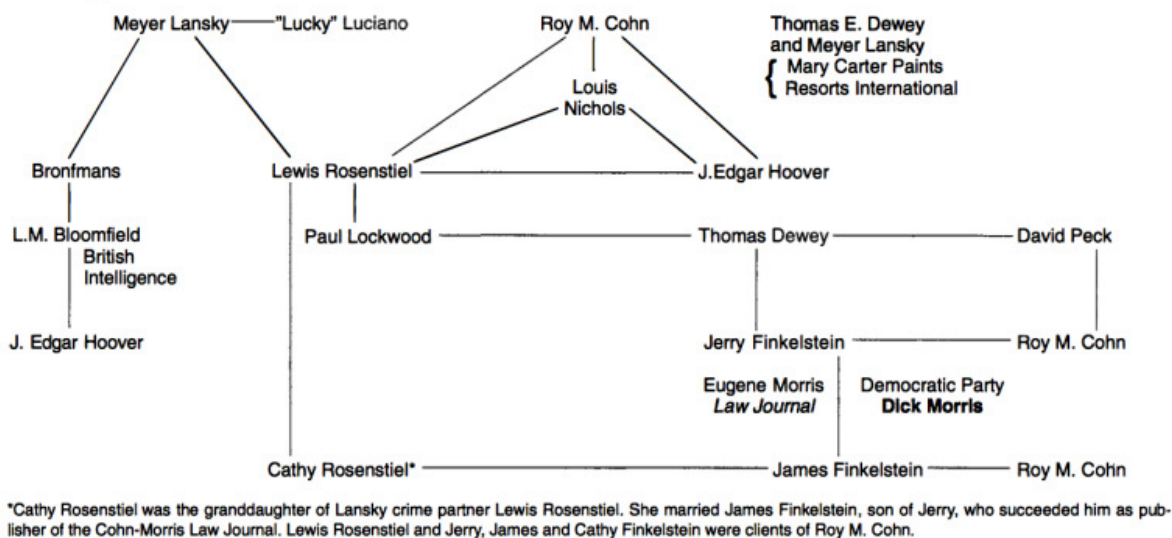 Meyer Lansky "Lucky" Luciano Roy M. Cohn Thomas E. Dewey
and Meyer Lansky
Mary Carter Paints
Resorts International
Louis
Nichols
Bronfmans Lewis Rosenstiel J.Edgar Hoover
L.M. Bloomfield Paul Lockwood Thomas Dewey David Peck
British
Intelligence
J. Edgar Hoover Jerry Finkelstein Roy M. Cohn
Eugene Morris Democratic Party
Law Journal Dick Morris
Cathy Rosenstiel* James Finkelstein Roy M. Cohn
*Cathy Rosenstiel was the granddaughter of Lansky crime partner Lewis Rosenstiel. She married James Finkelstein, son of Jerry, who succeeded him as pub-
lisher of the Cohn-Morris Law Journal. Lewis Rosenstiel and Jerry, James and Cathy Finkelstein were clients of Roy M. Cohn.